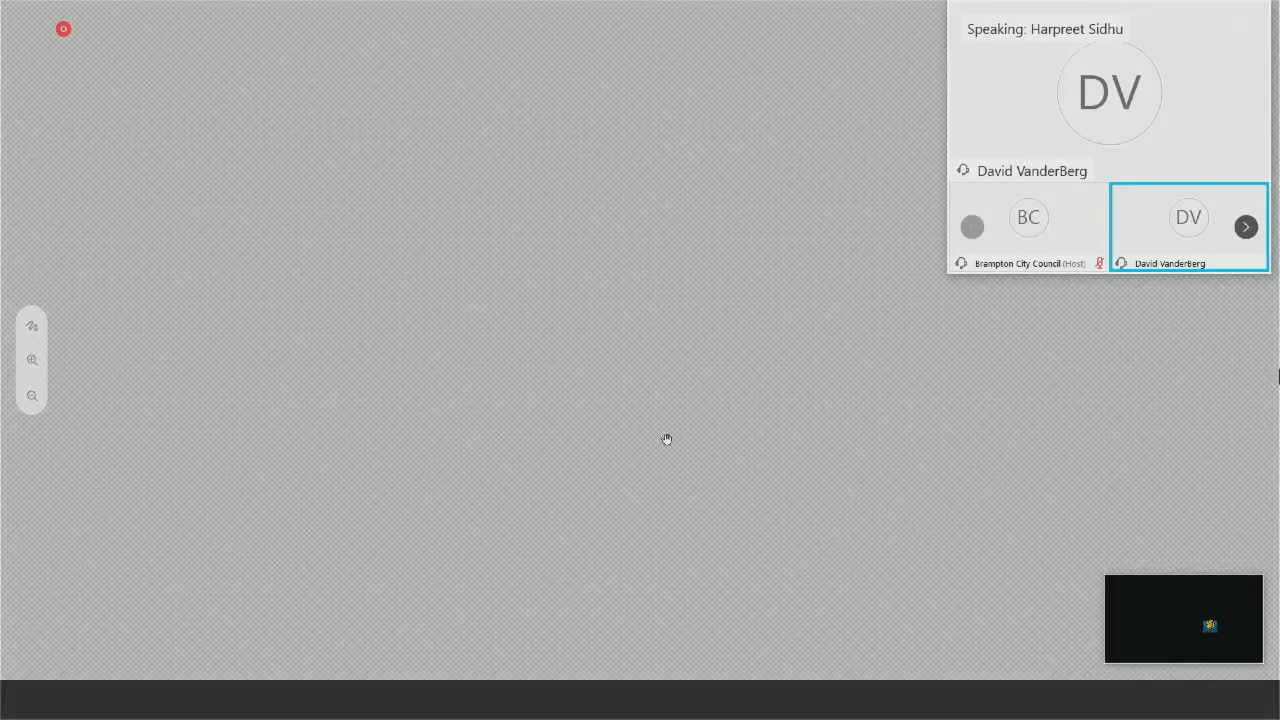 Speaking: Harpreet Sidhu
DV
David VanderBerg
BC
DV
Brampton City Council (Host)
David VanderBerg